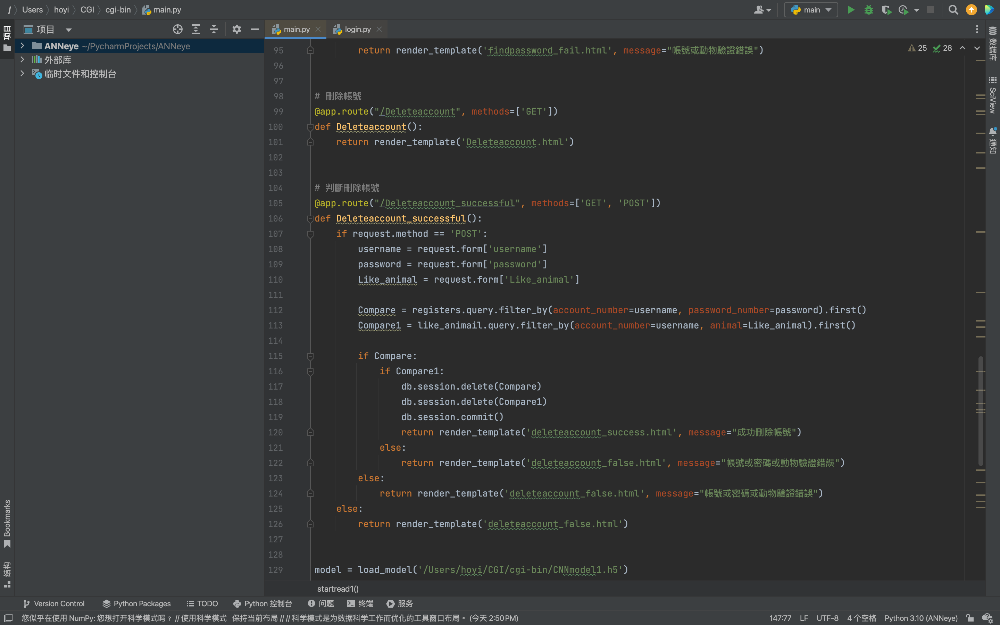 / Users hoyi CGI cgi-bin main.py
main
项目
项目
main.py
login.py
ANNeye ~/PycharmProjects/ANNeye
外部库
临时文件和控制台
25 28
95 return render_template('findpassword_fail.html', message="帳號或動物驗證錯誤")
96
97
98 # 刪除帳號
99 @app.route("/Deleteaccount", methods=['GET'])
100 def Deleteaccount():
101 return render_template('Deleteaccount.html')
102
103
104 # 判斷刪除帳號
105 @app.route("/Deleteaccount_successful", methods=['GET', 'POST'])
106 def Deleteaccount_successful():
107 if request.method == 'POST':
108 username = request.form['username']
109 password = request.form['password']
110 Like_animal = request.form['Like_animal']
111
112 Compare = registers.query.filter_by(account_number=username, password_number=password).first()
113 Compare1 = like_animail.query.filter_by(account_number=username, animal=Like_animal).first()
114
115 if Compare:
116 if Compare1:
117 db.session.delete(Compare)
118 db.session.delete(Compare1)
119 db.session.commit()
120 return render_template('deleteaccount_success.html', message="成功刪除帳號")
121 else:
122 return render_template('deleteaccount_false.html', message="帳號或密碼或動物驗證錯誤")
123 else:
124 return render_template('deleteaccount_false.html', message="帳號或密碼或動物驗證錯誤")
125 else:
126 return render_template('deleteaccount_false.html')
127
128
129 model = load_model('/Users/hoyi/CGI/cgi-bin/CNNmodel1.h5')
startread1()
数据库
SciView
通知
Bookmarks
结构
Version Control Python Packages TODO Python 控制台 问题 终端 服务
您似乎在使用 NumPy: 您想打开科学模式吗? // 使用科学模式 保持当前布局 // // 科学模式是为数据科学工作而优化的工具窗口布局。 (今天 2:50 PM)
147:77 LF UTF-8 4 个空格 Python 3.10 (ANNeye)